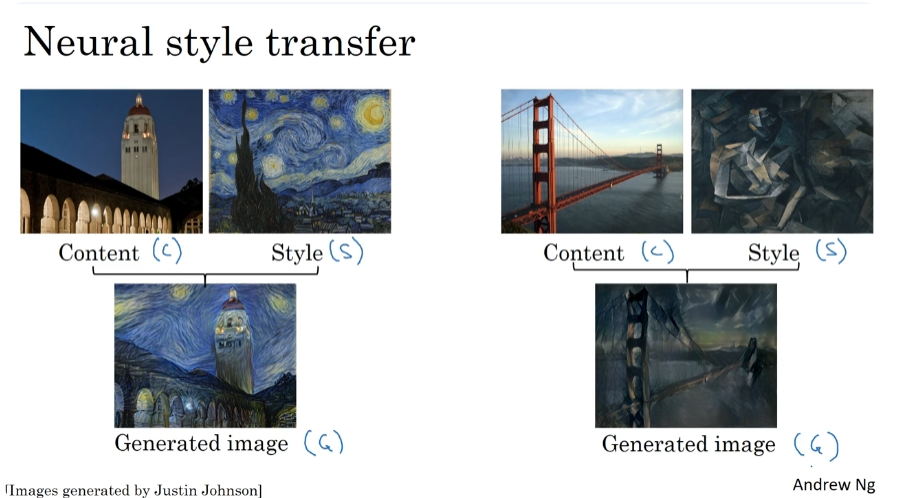 Neural style transfer
Content (C)
Style (S)
Content (C)
Style (S)
Generated image (G)
Generated image (G)
[Images generated by Justin Johnson]
Andrew Ng